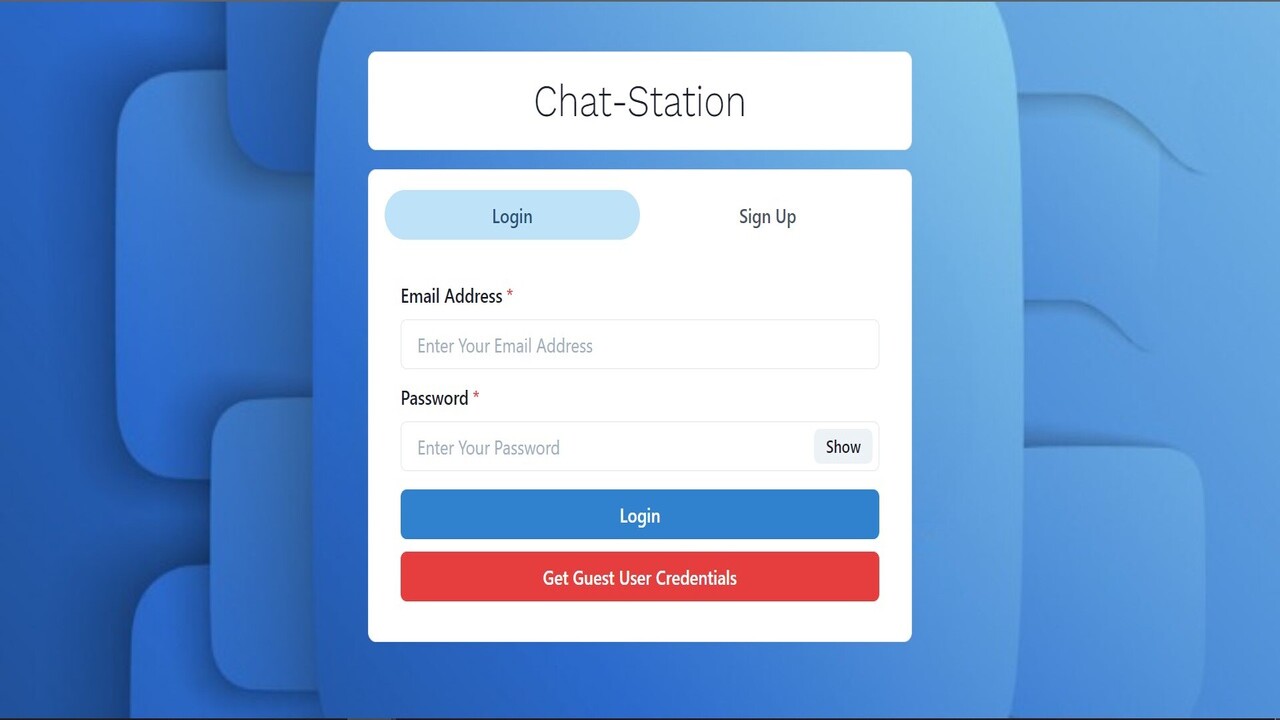 Chat-Station
Login
Sign Up
Email Address *
Enter Your Email Address
Password *
Enter Your Password
Show
Login
Get Guest User Credentials